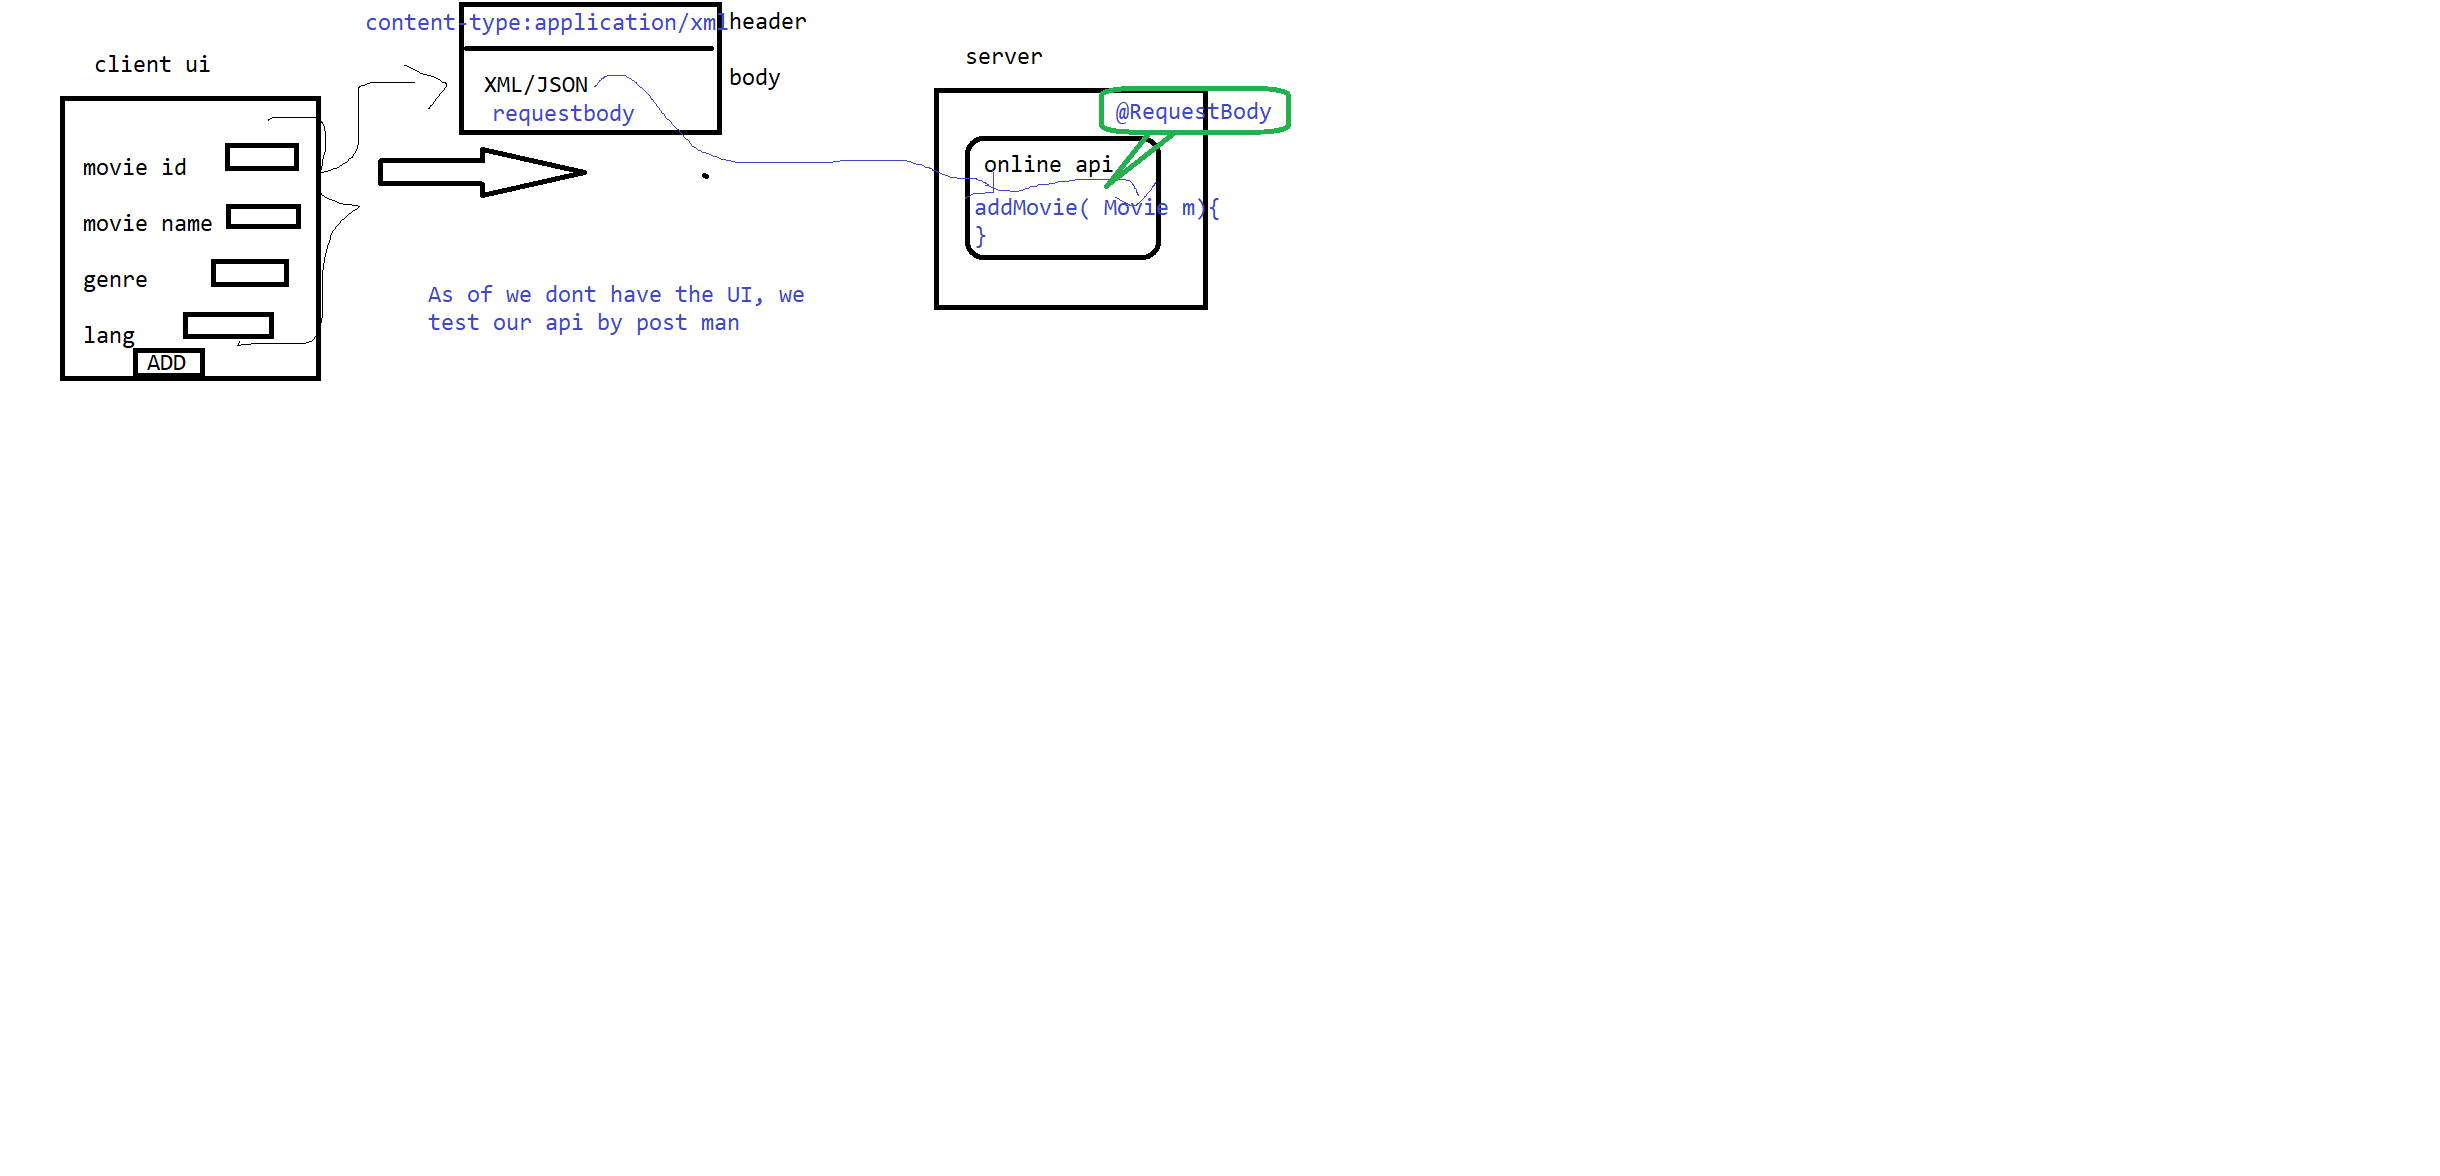 client ui
movie id
movie name
genre
lang
ADD
content-type:application/xml
header
XML/JSON
requestbody
body
As of we dont have the UI, we
test our api by post man
server
@RequestBody
online api
addMovie( Movie m){
}